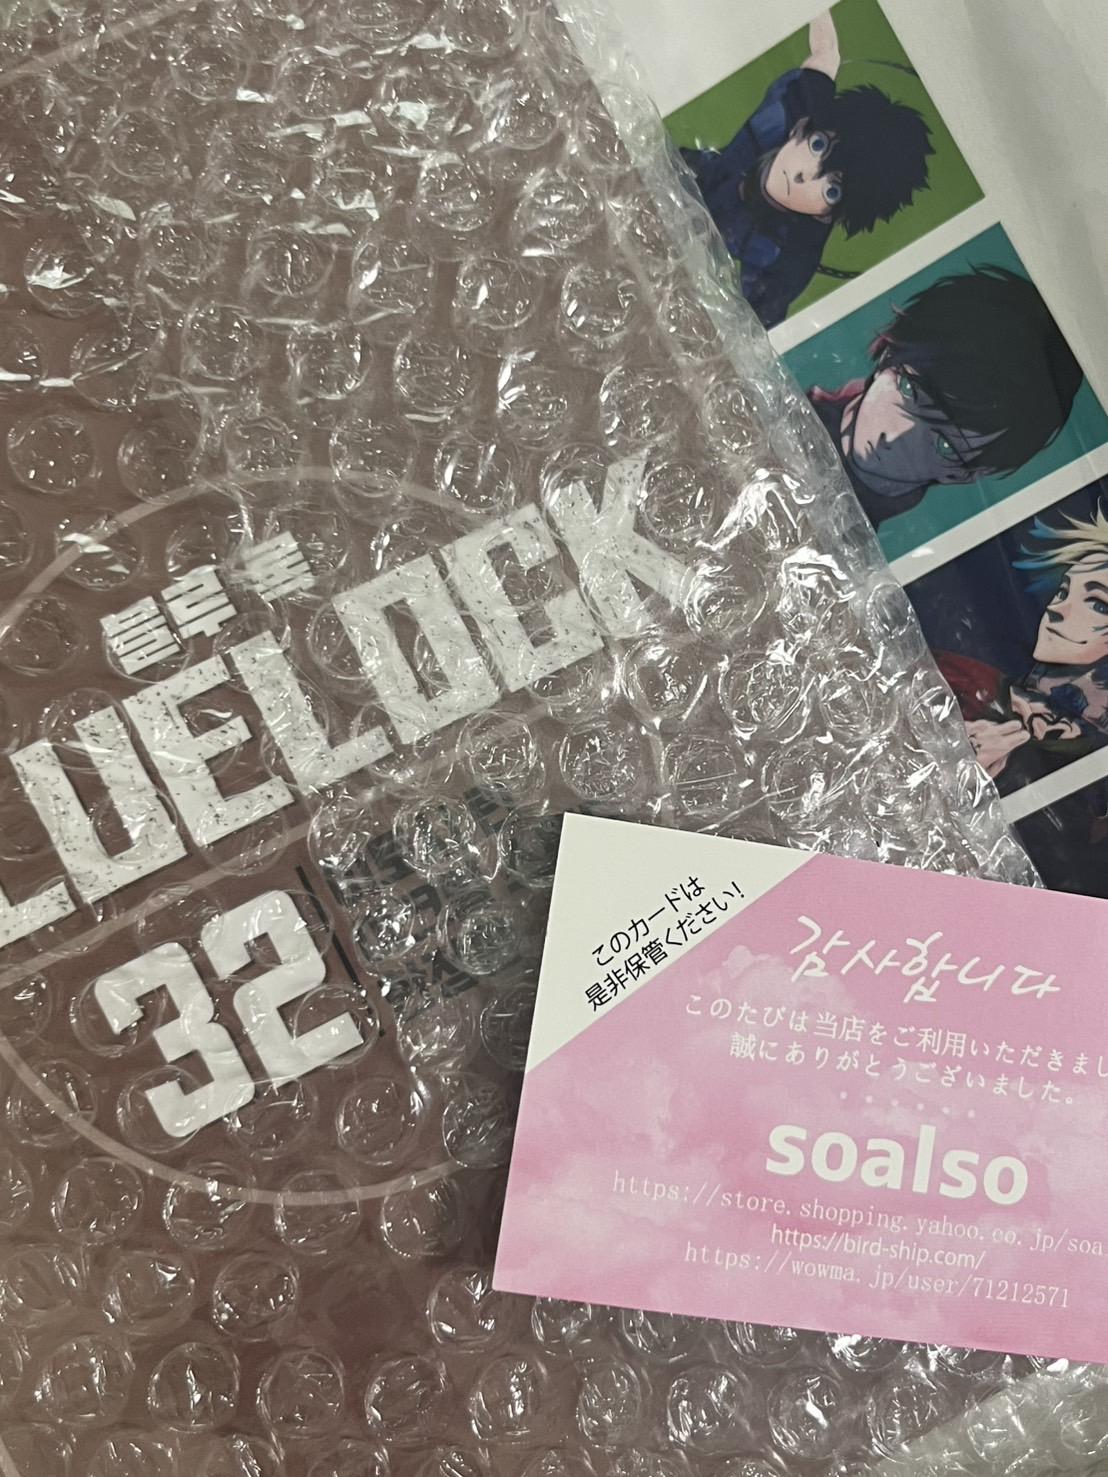 블루록
LUELOCK
32
このカードは
是非保管ください!
감사합니다
このたびは当店をご利用いただきまし
誠にありがとうございました。
soalso
https://store.shopping.yahoo.co.jp/soa
https://bird-ship.com/
https://wowma.jp/user/71212571